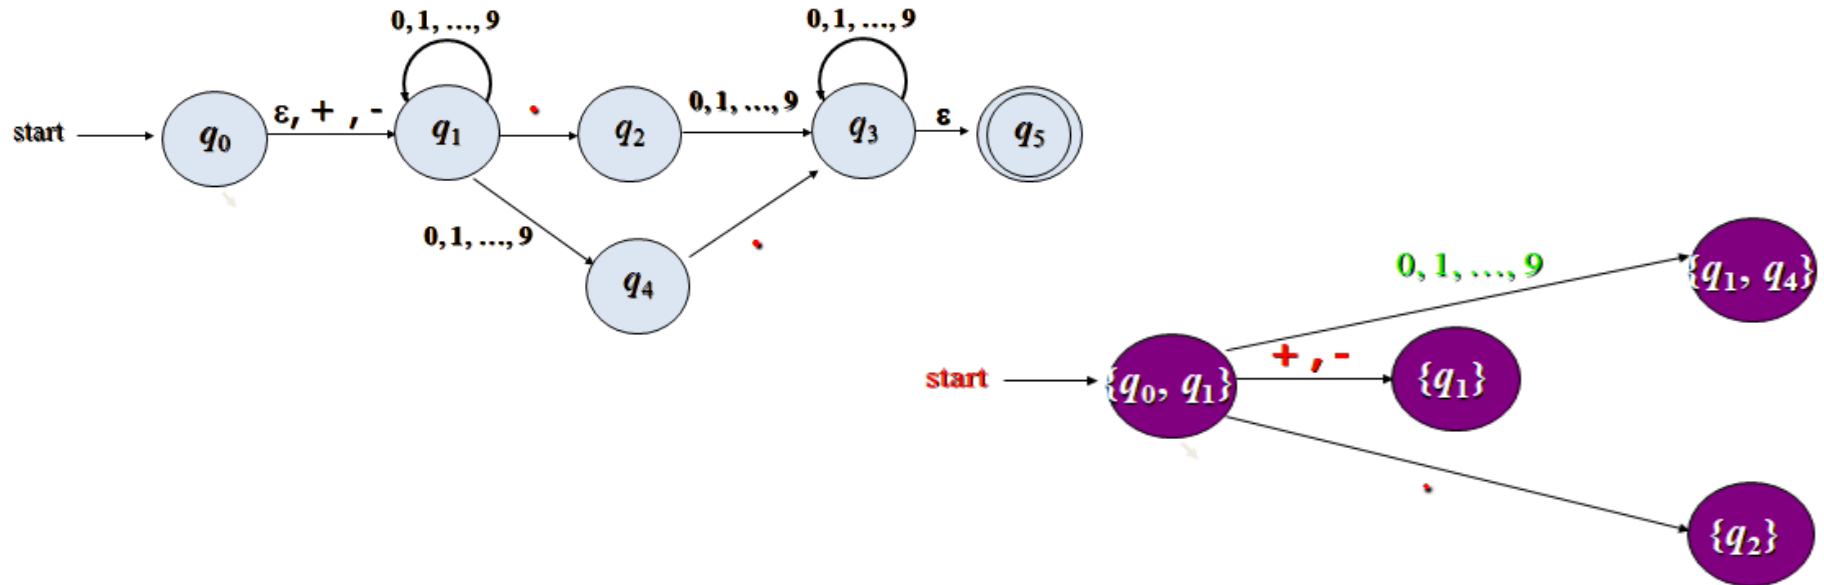 0, 1, …, 9
0, 1, …, 9
start
q0
ε, + , -
q1
.
q2
0, 1, …, 9
q3
ε
q5
0, 1, …, 9
q4
.
0, 1, …, 9
{q1, q4}
start
{q0, q1}
+ , -
{q1}
.
{q2}